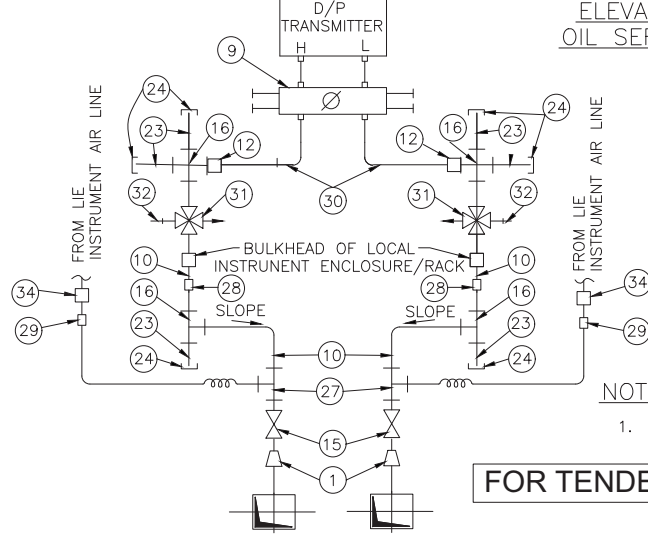 D/P
TRANSMITTER
H L
ELEVA
OIL SEF
9
24
24
23
16
12
12
16
23
FROM LIE
INSTRUMENT AIR LINE
FROM LIE
INSTRUMENT AIR LINE
32
31
30
31
32
BULKHEAD OF LOCAL
INSTRUNENT ENCLOSURE/RACK
10
10
34
28
28
34
16
SLOPE
SLOPE
16
29
29
23
10
23
24
24
27
NOT
1.
15
1
FOR TENDE